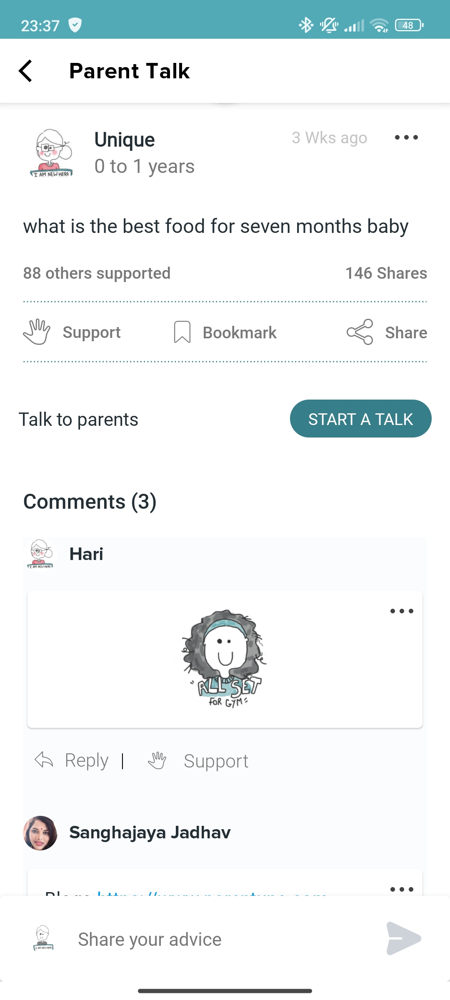 23:37
48
Parent Talk
I AM NEW HERE
Unique
3 Wks ago
0 to 1 years
what is the best food for seven months baby
88 others supported
146 Shares
Support
Bookmark
Share
Talk to parents
START A TALK
Comments (3)
I AM NEW HERE
Hari
"ALL SET
FOR GYM"
Reply |
Support
Sanghajaya Jadhav
I AM NEW HERE
Share your advice